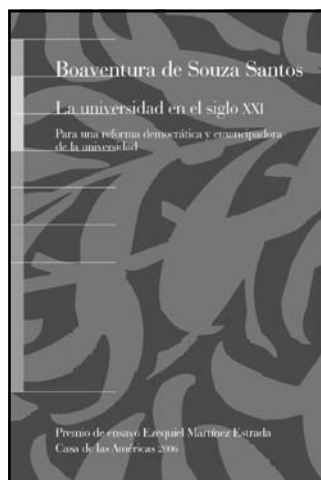 Boaventura de Souza Santos
La universidad en el siglo XXI
Para una reforma democrática y emancipadora
de la universidad
Premio de ensayo Ezequiel Martínez Estrada
Casa de las Américas 2006